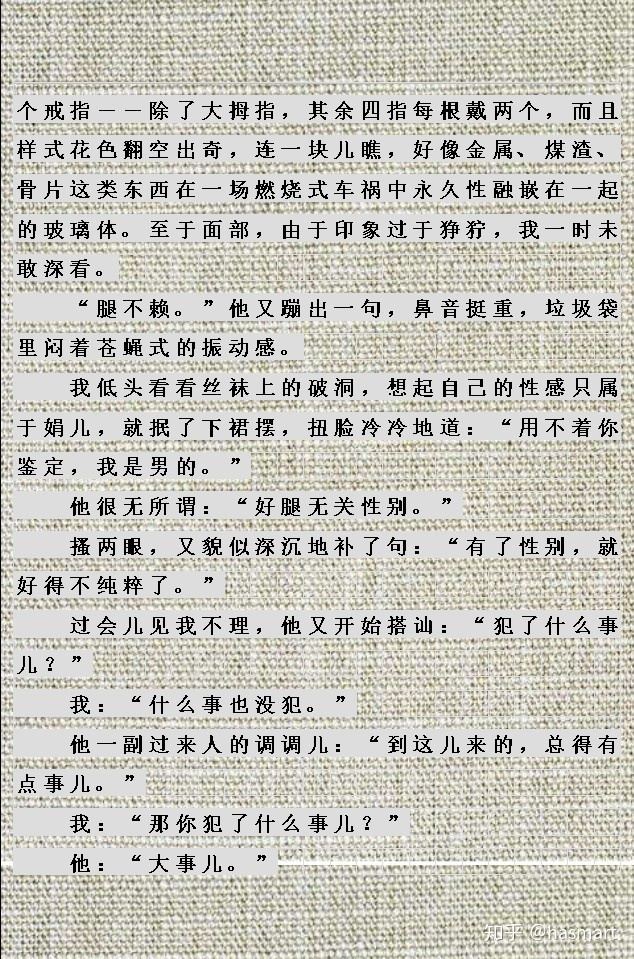 个戒指——除了大拇指，其余四指每根戴两个，而且
样式花色翻空出奇，连一块儿瞧，好像金属、煤渣、
骨片这类东西在一场燃烧式车祸中永久性融嵌在一起
的玻璃体。至于面部，由于印象过于狰狞，我一时未
敢深看。
“腿不赖。”他又蹦出一句，鼻音挺重，垃圾袋
里闷着苍蝇式的振动感。
我低头看看丝袜上的破洞，想起自己的性感只属
于娟儿，就抿了下裙摆，扭脸冷冷地道：“用不着你
鉴定，我是男的。”
他很无所谓：“好腿无关性别。”
搔两眼，又貌似深沉地补了句：“有了性别，就
好得不纯粹了。”
过会儿见我不理，他又开始搭讪：“犯了什么事
儿？”
我：“什么事也没犯。”
他一副过来人的调调儿：“到这儿来的，总得有
点事儿。”
我：“那你犯了什么事儿？”
他：“大事儿。”
知乎 @hasmart